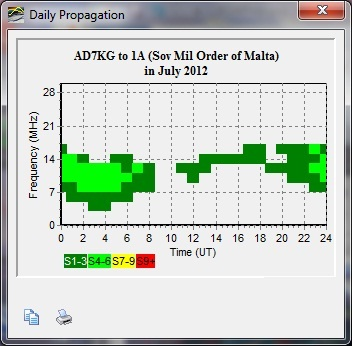 Daily Propagation
AD7KG to 1A (Sov Mil Order of Malta)
in July 2012
Frequency (MHz)
28
21
14
7
0
0 2 4 6 8 10 12 14 16 18 20 22 24
Time (UT)
S1-3 S4-6 S7-9 S9+